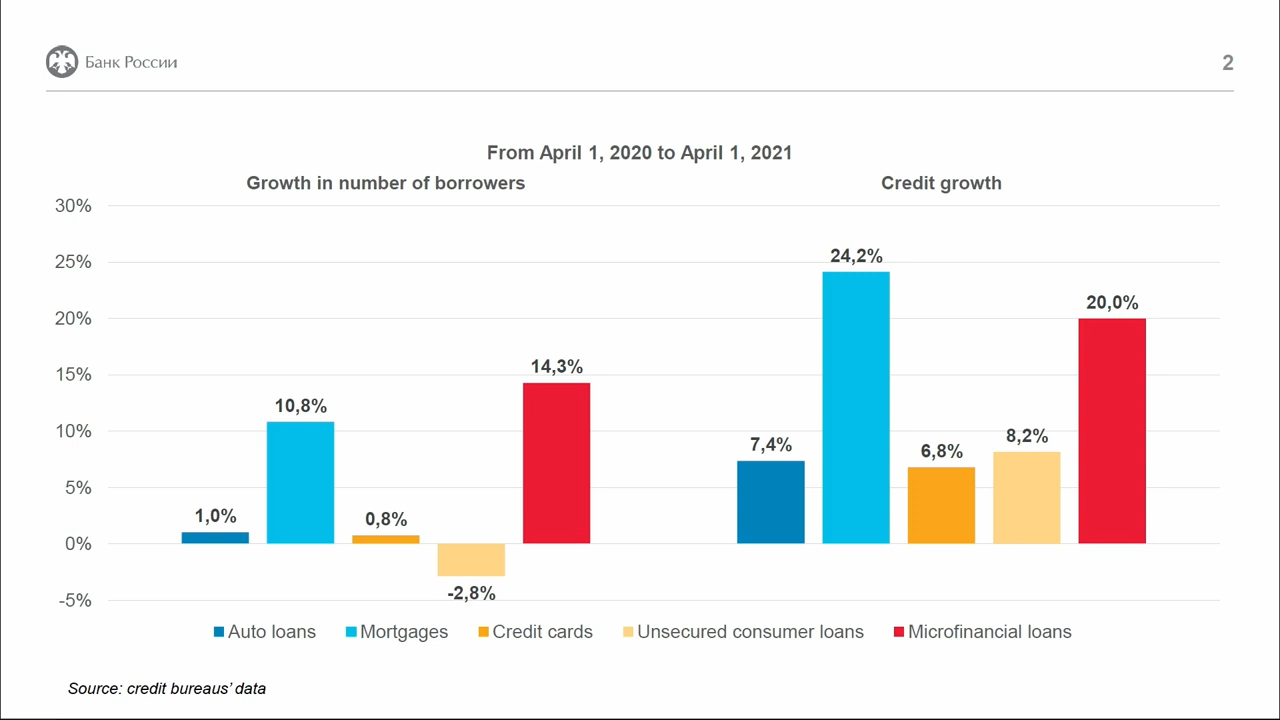 Банк России
2
From April 1, 2020 to April 1, 2021
Growth in number of borrowers
Credit growth
30%
25%
20%
15%
10%
5%
0%
-5%
1,0%
10,8%
0,8%
-2,8%
14,3%
7,4%
24,2%
6,8%
8,2%
20,0%
Auto loans
Mortgages
Credit cards
Unsecured consumer loans
Microfinancial loans
Source: credit bureaus’ data